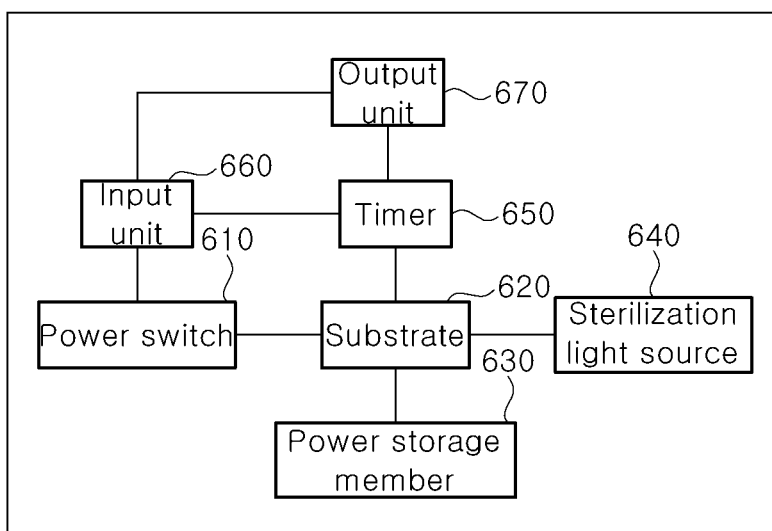 Output
unit
670
660
Input
unit
Timer
650
610
640
Power switch
620
Substrate
Sterilization
light source
630
Power storage
member